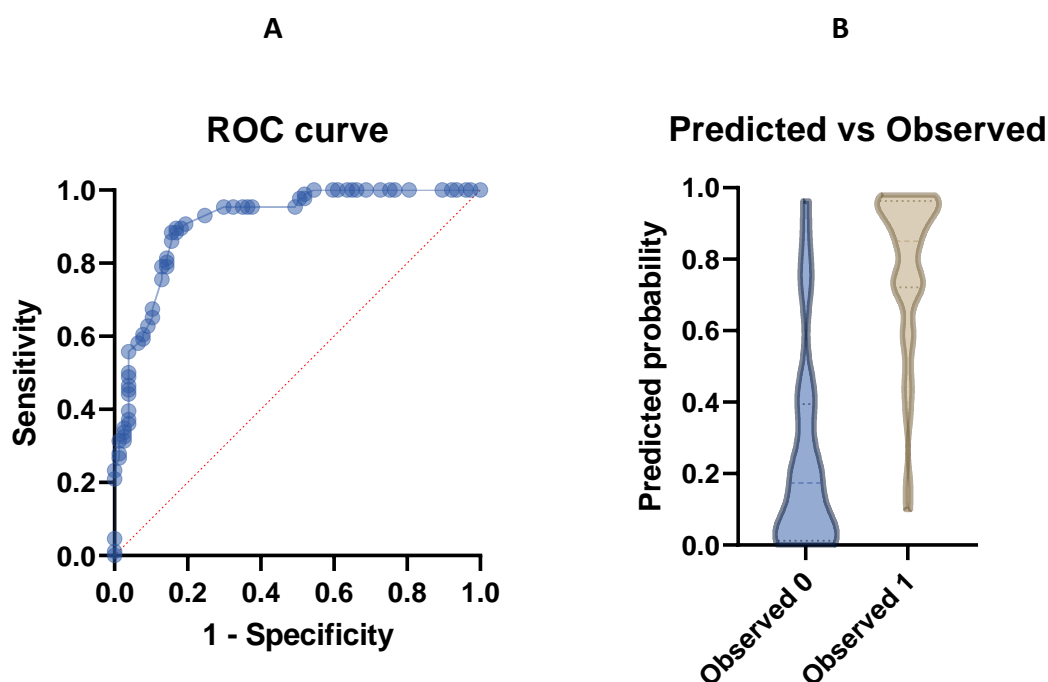 A
B
ROC curve
Predicted vs Observed
Sensitivity
1.0
0.8
0.6
0.4
0.2
0.0
0.0 0.2 0.4 0.6 0.8 1.0
1 - Specificity
Predicted probability
1.0
0.8
0.6
0.4
0.2
0.0
Observed 0
Observed 1